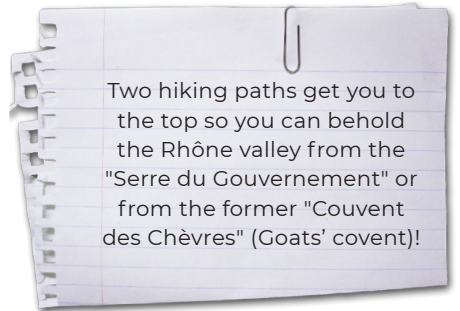 Two hiking paths get you to
the top so you can behold
the Rhône valley from the
"Serre du Gouvernement" or
from the former "Couvent
des Chèvres" (Goats’ covent)!